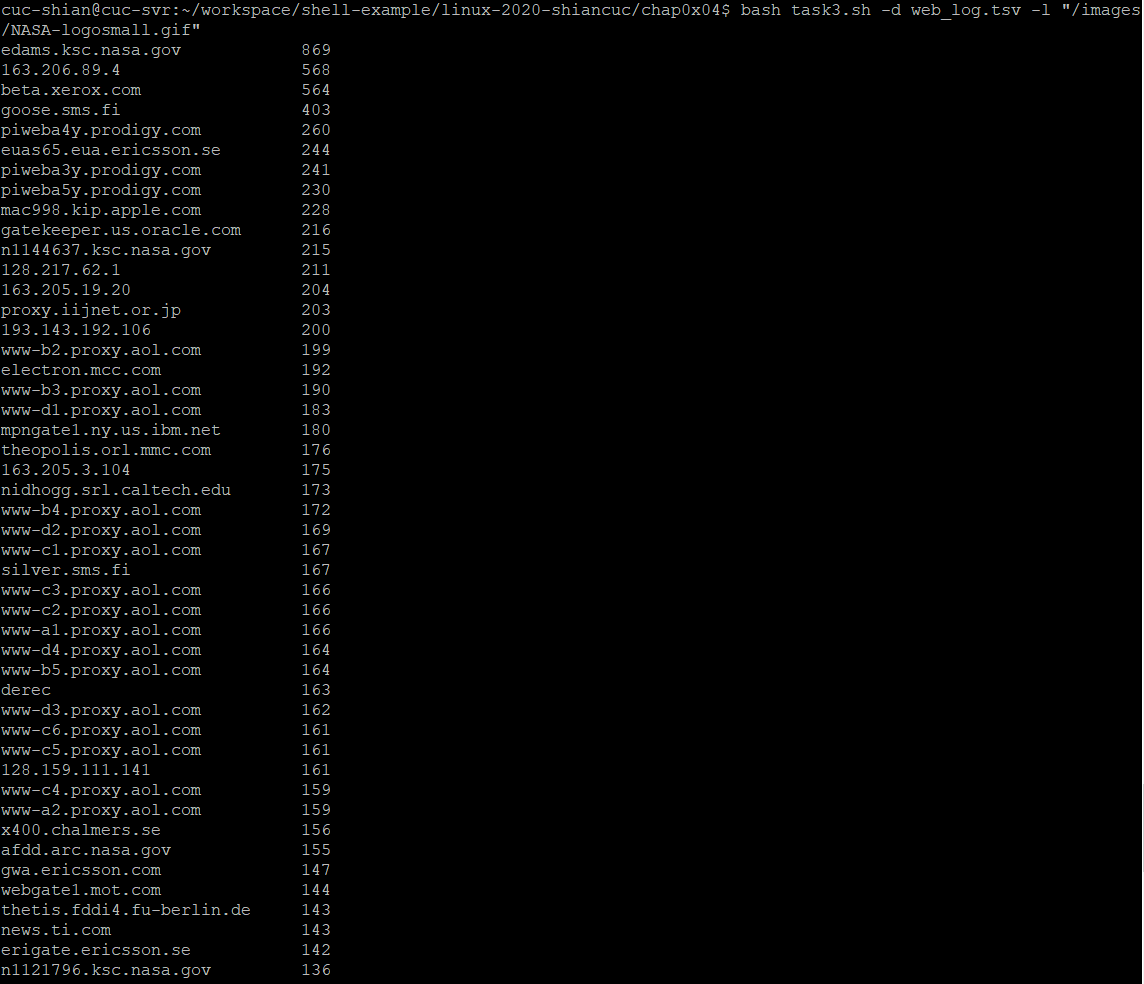 cuc-shian@cuc-svr:~/workspace/shell-example/linux-2020-shiancuc/chap0x04$ bash task3.sh -d web_log.tsv -l "/images
/NASA-logosmall.gif"
edams.ksc.nasa.gov 869
163.206.89.4 568
beta.xerox.com 564
goose.sms.fi 403
piweba4y.prodigy.com 260
euas65.eua.ericsson.se 244
piweba3y.prodigy.com 241
piweba5y.prodigy.com 230
mac998.kip.apple.com 228
gatekeeper.us.oracle.com 216
n1144637.ksc.nasa.gov 215
128.217.62.1 211
163.205.19.20 204
proxy.iijnet.or.jp 203
193.143.192.106 200
www-b2.proxy.aol.com 199
electron.mcc.com 192
www-b3.proxy.aol.com 190
www-d1.proxy.aol.com 183
mpngate1.ny.us.ibm.net 180
theopolis.orl.mmc.com 176
163.205.3.104 175
nidhogg.srl.caltech.edu 173
www-b4.proxy.aol.com 172
www-d2.proxy.aol.com 169
www-c1.proxy.aol.com 167
silver.sms.fi 167
www-c3.proxy.aol.com 166
www-c2.proxy.aol.com 166
www-a1.proxy.aol.com 166
www-d4.proxy.aol.com 164
www-b5.proxy.aol.com 164
derec 163
www-d3.proxy.aol.com 162
www-c6.proxy.aol.com 161
www-c5.proxy.aol.com 161
128.159.111.141 161
www-c4.proxy.aol.com 159
www-a2.proxy.aol.com 159
x400.chalmers.se 156
afdd.arc.nasa.gov 155
gwa.ericsson.com 147
webgate1.mot.com 144
thetis.fddi4.fu-berlin.de 143
news.ti.com 143
erigate.ericsson.se 142
n1121796.ksc.nasa.gov 136